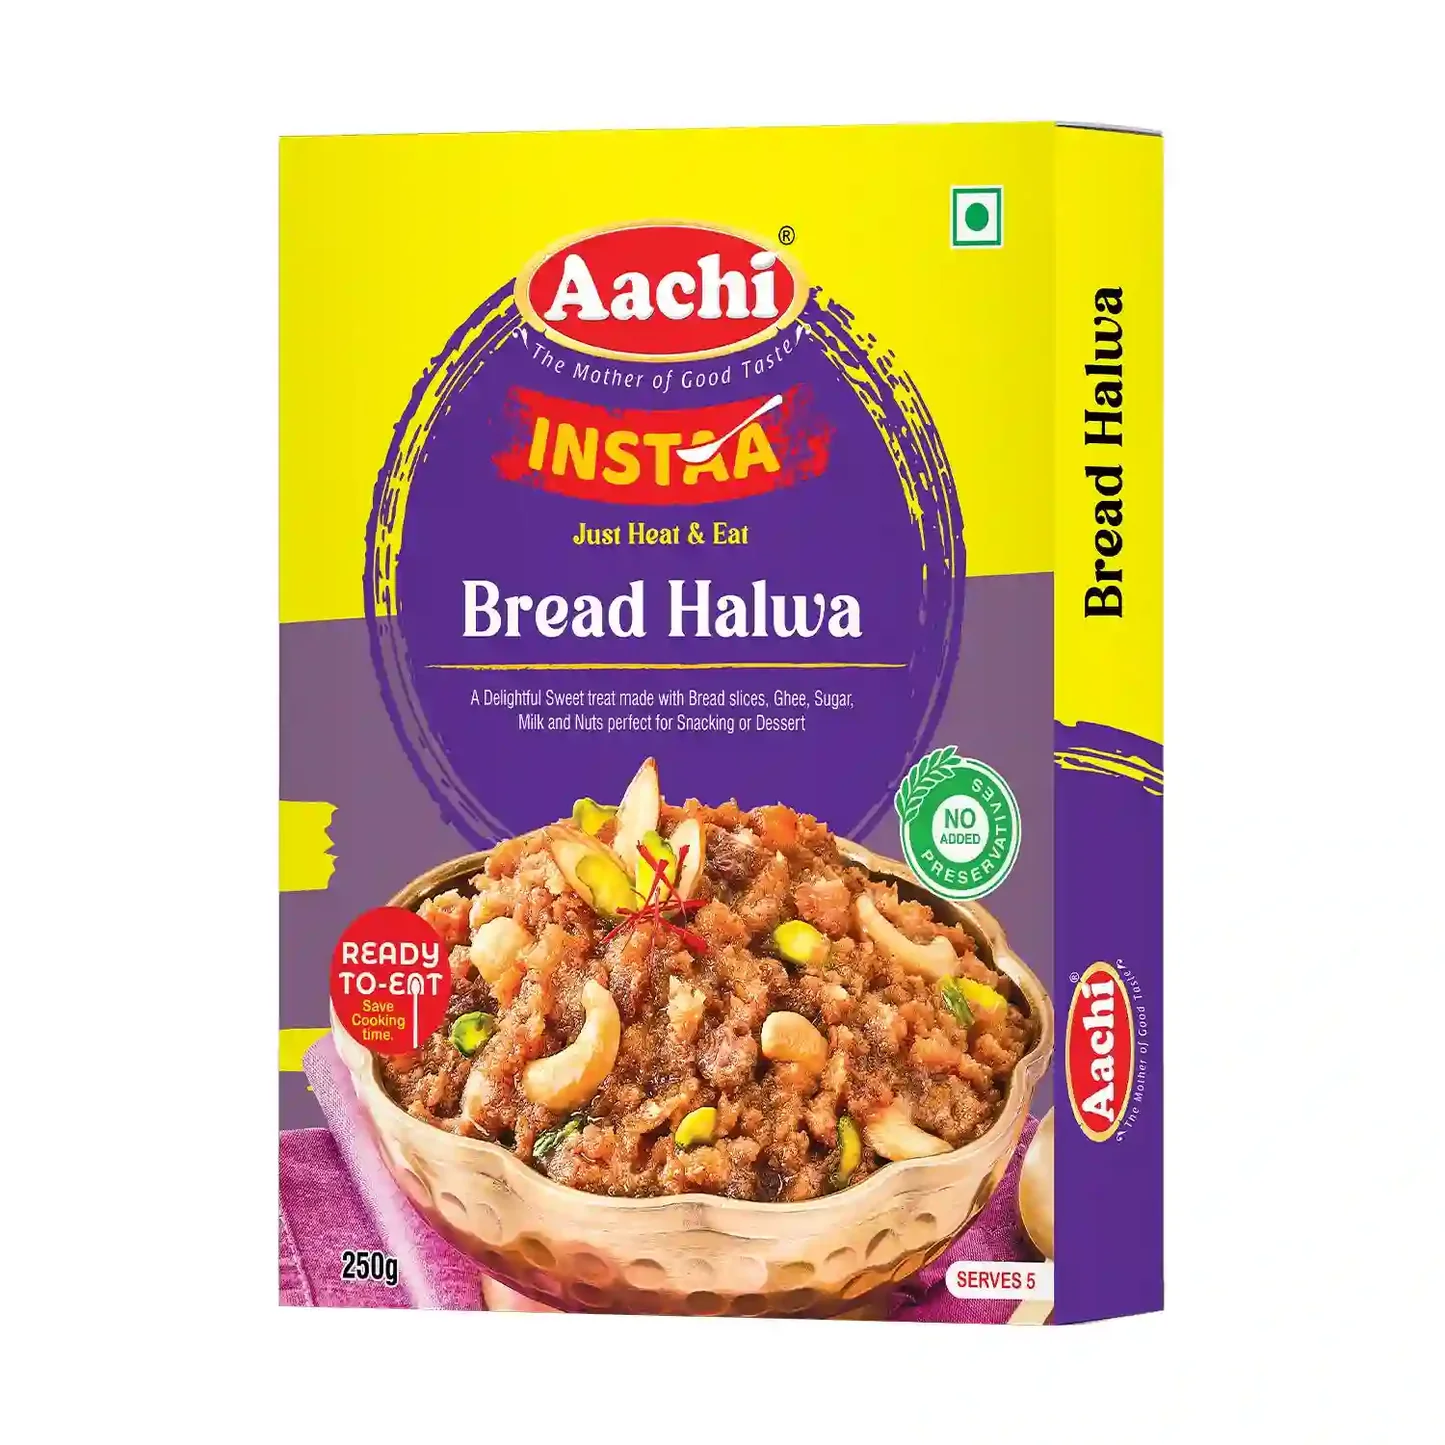 Aachi
®
The Mother of Good Taste
INSTAA
Just Heat & Eat
Bread Halwa
A Delightful Sweet treat made with Bread slices, Ghee, Sugar,
Milk and Nuts perfect for Snacking or Dessert
NO
ADDED
PRESERVATIVES
READY
TO-EAT
Save
Cooking
time.
250g
SERVES 5
Bread Halwa
Aachi
®
The Mother of Good Taste